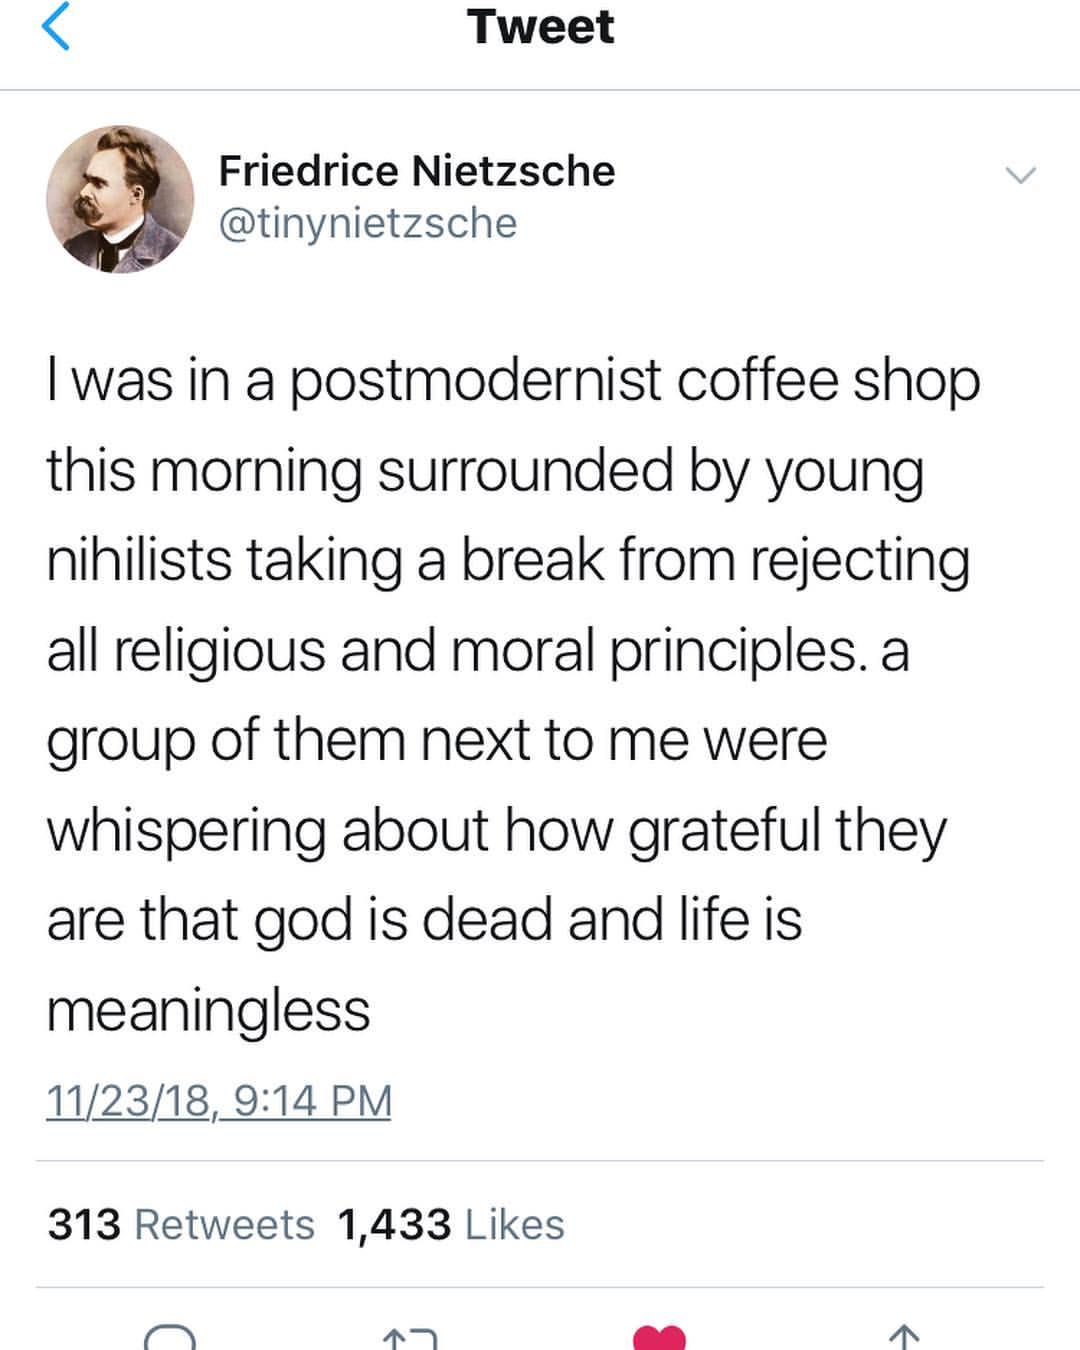 Tweet
Friedrice Nietzsche
@tinynietzsche
I was in a postmodernist coffee shop
this morning surrounded by young
nihilists taking a break from rejecting
all religious and moral principles. a
group of them next to me were
whispering about how grateful they
are that god is dead and life is
meaningless
11/23/18, 9:14 PM
313 Retweets 1,433 Likes